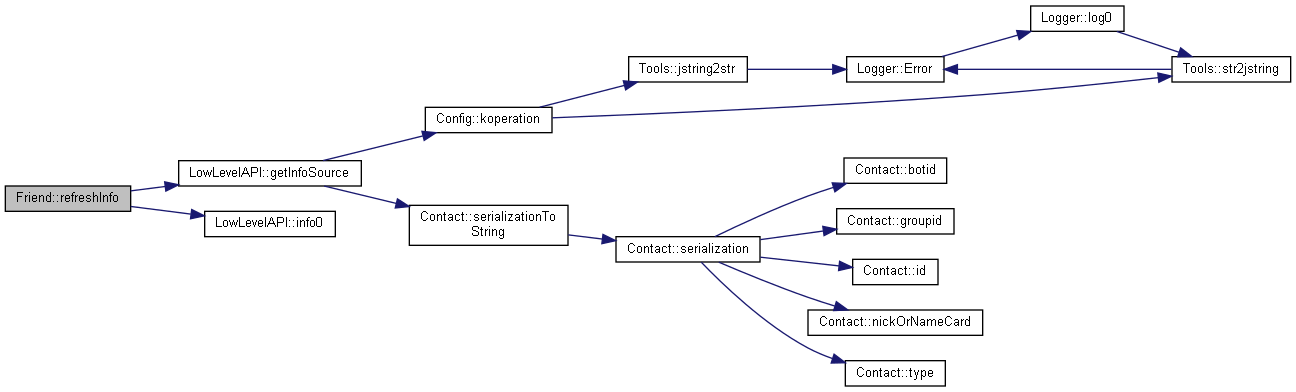 Friend::refreshInfo
LowLevelAPI::getInfoSource
LowLevelAPI::info0
Config::koperation
Contact::serializationTo
String
Tools::jstring2str
Contact::serialization
Logger::Error
Logger::log0
Tools::str2jstring
Contact::botid
Contact::groupid
Contact::id
Contact::nickOrNameCard
Contact::type